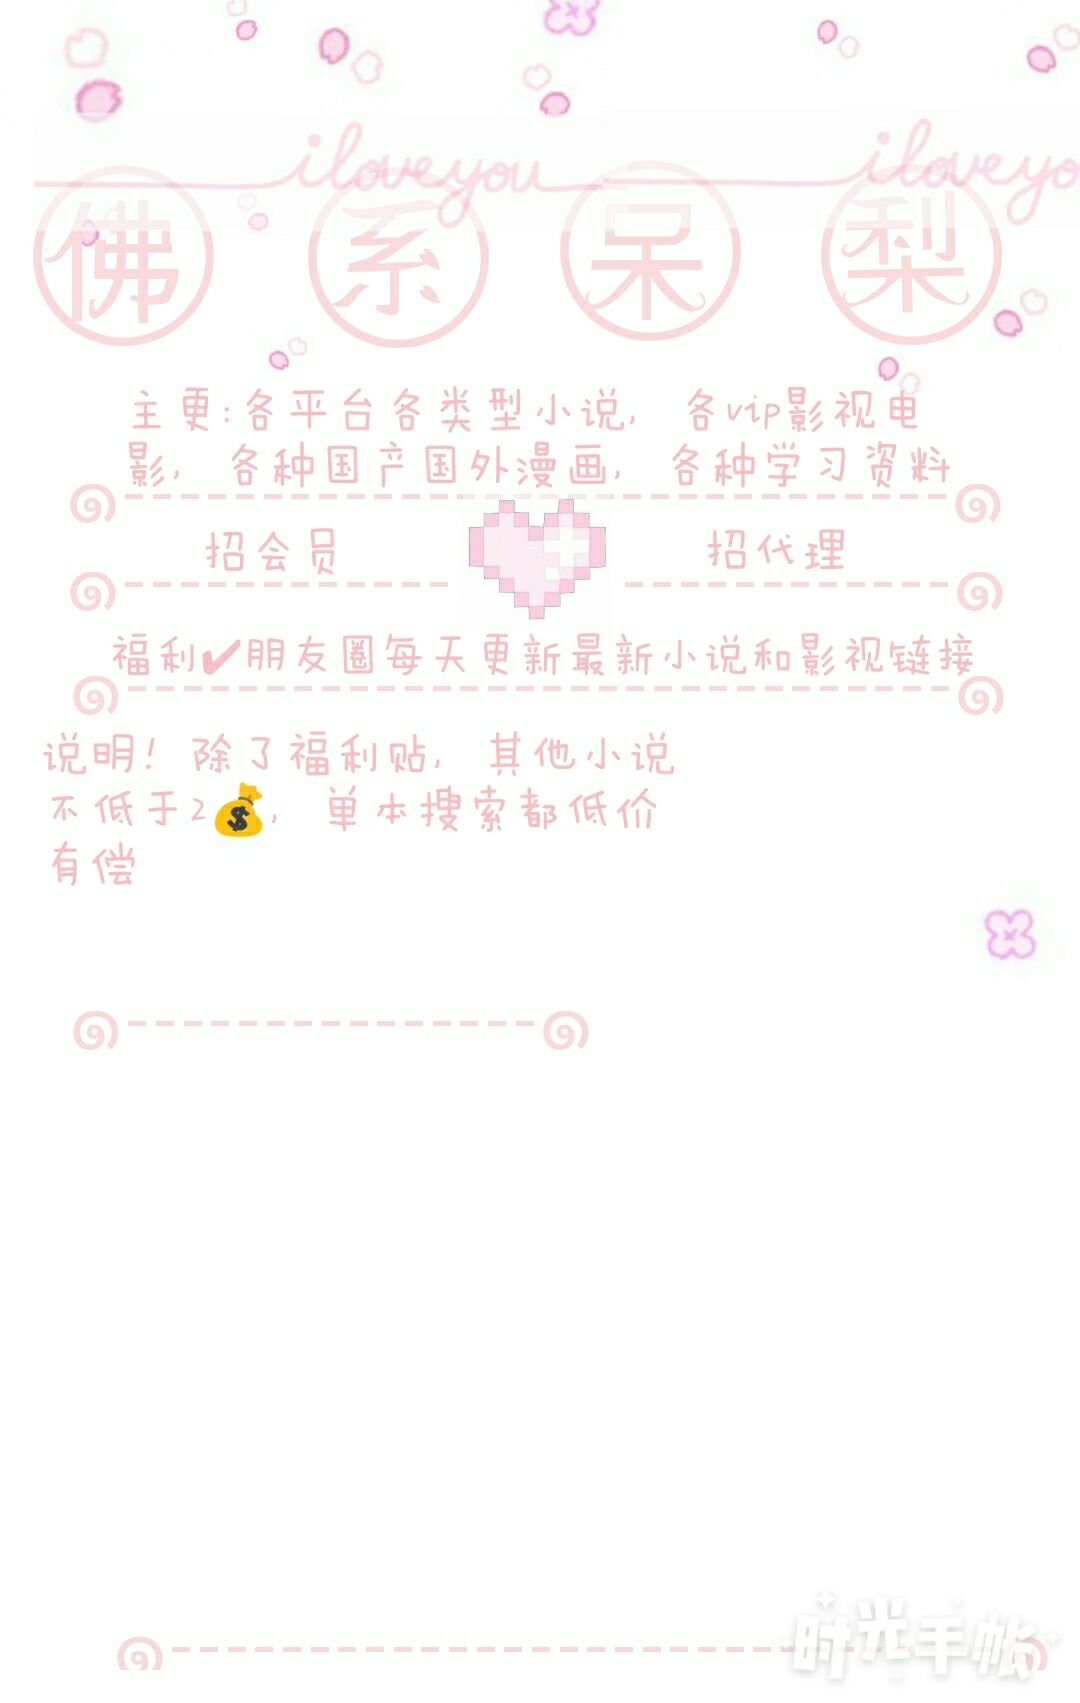 i love you i love yo
佛系呆梨
主更:各平台各类型小说, 各vip影视电
影, 各种国产国外漫画, 各种学习资料
招会员 招代理
福利✔朋友圈每天更新最新小说和影视链接
说明! 除了福利贴, 其他小说
不低于2💰, 单本搜索都低价
有偿
时光手帐